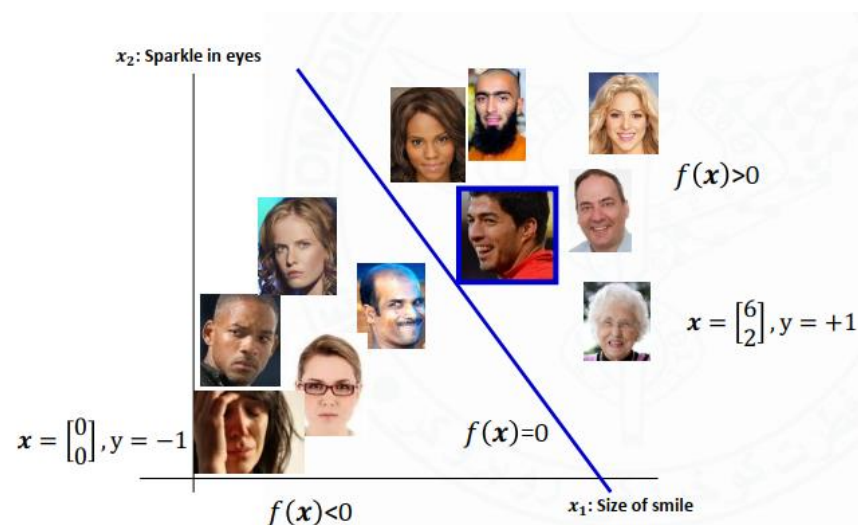 x₂: Sparkle in eyes
f(x)>0
x = [6 2], y = +1
x = [0 0], y = −1
f(x)=0
x₁: Size of smile
f(x)<0